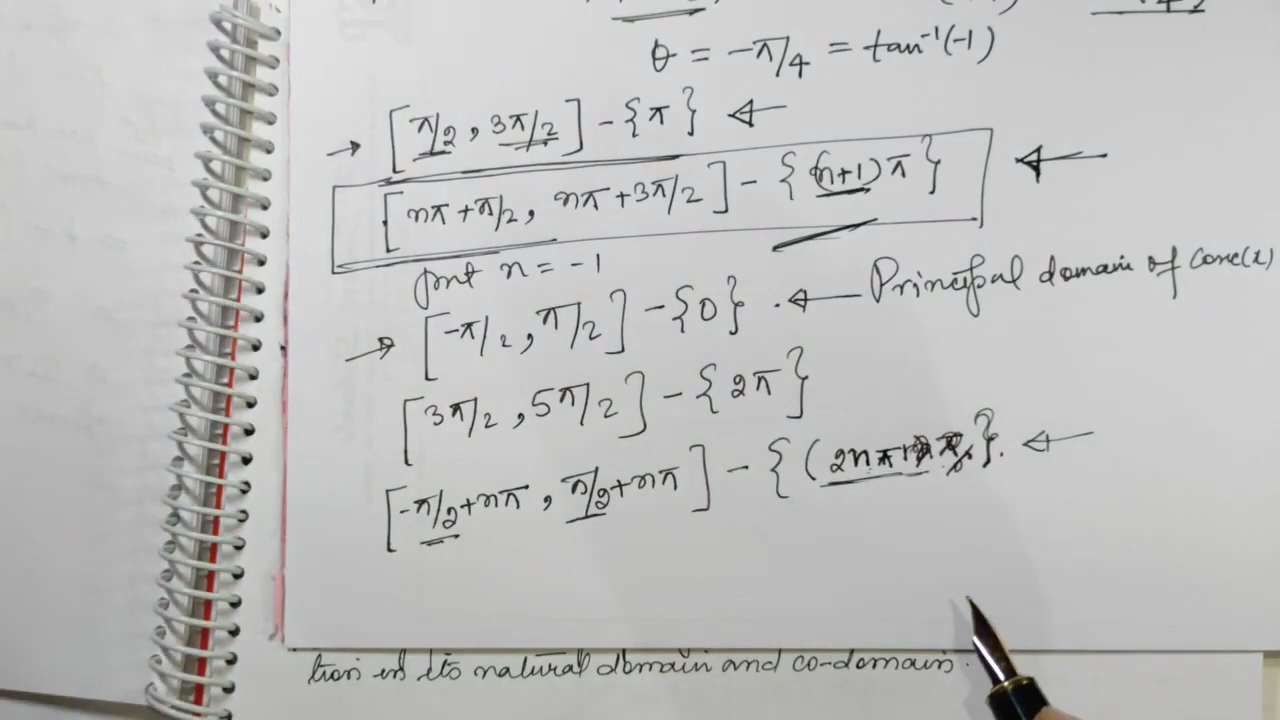 θ = -π/4 = tan⁻¹(-1)
[π/2, 3π/2] - {π}
[nπ + π/2, nπ + 3π/2] - {(n+1)π}
put n = -1
[-π/2, π/2] - {0} . Principal domain of Cosec(x)
[3π/2, 5π/2] - {2π}
[-π/2 + nπ, π/2 + nπ] - {(2nπ }.
tion in its natural domain and co-domain.